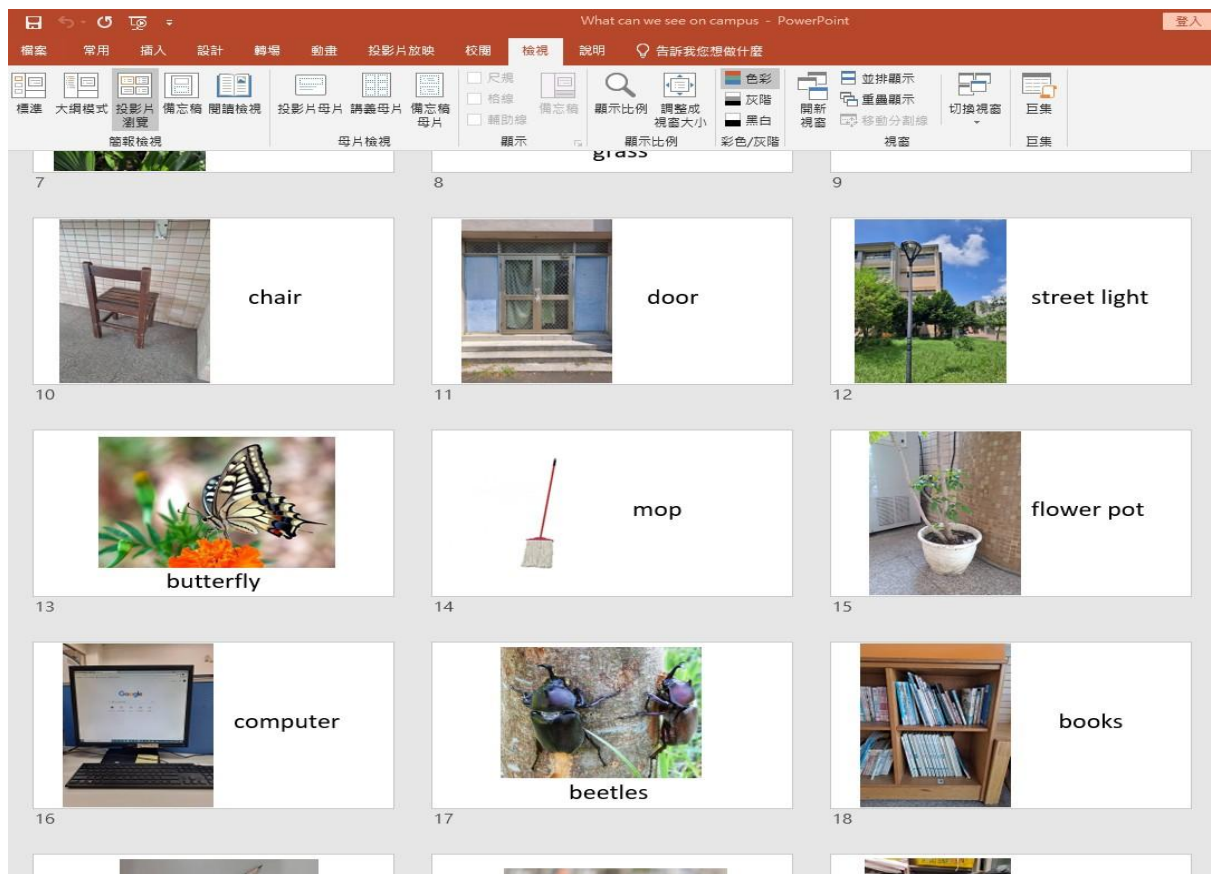 What can we see on campus - PowerPoint
登入
檔案 常用 插入 設計 轉場 動畫 投影片放映 校閱 檢視 說明 告訴我您想做什麼
標準
大綱模式
投影片
瀏覽
備忘稿
閱讀檢視
簡報檢視
投影片母片
講義母片
備忘稿
母片
母片檢視
尺規
格線
輔助線
備忘稿
顯示
顯示比例
調整成
視窗大小
顯示比例
色彩
灰階
黑白
彩色/灰階
開新
視窗
並排顯示
重疊顯示
移動分割線
切換視窗
視窗
巨集
巨集
grass
7
8
9
chair
10
door
11
street light
12
butterfly
13
mop
14
flower pot
15
Google
computer
16
beetles
17
books
18